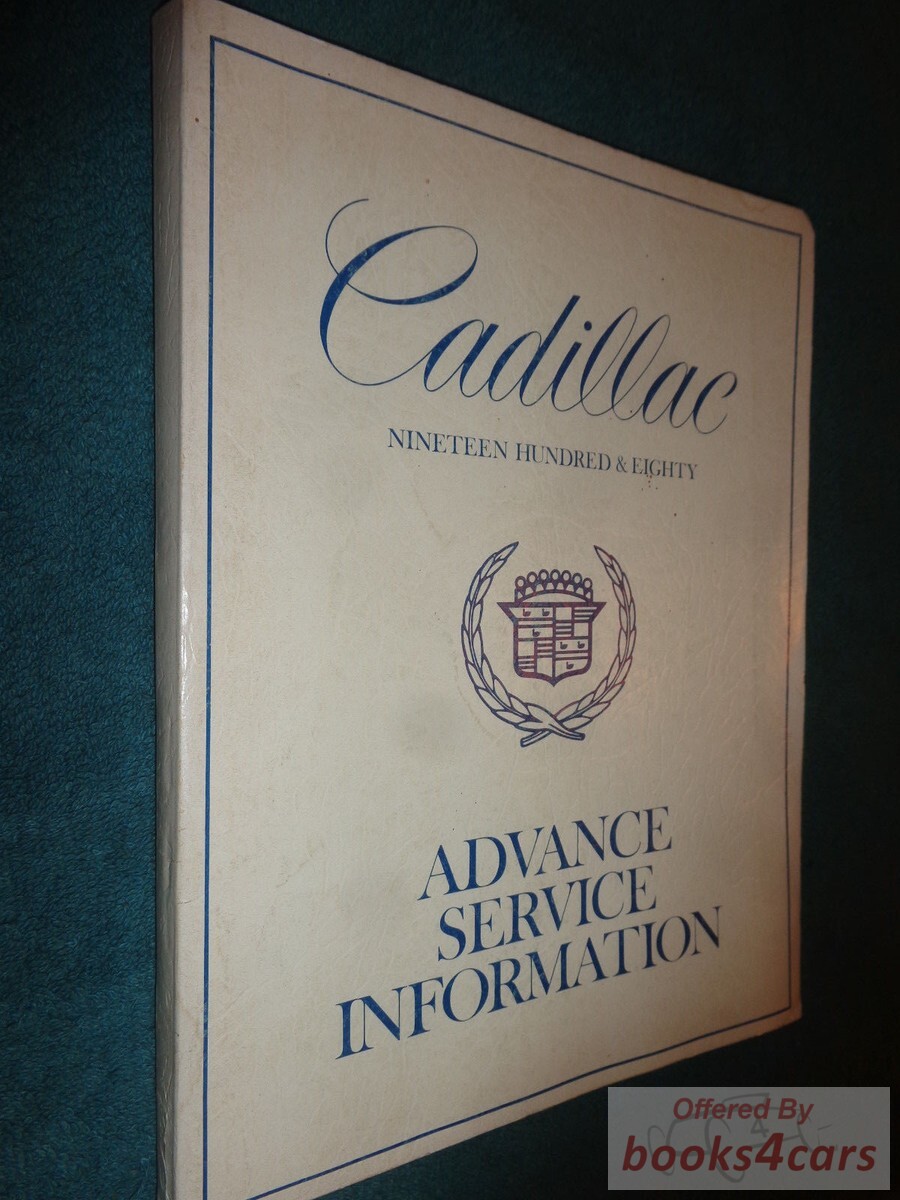 Cadillac
NINETEEN HUNDRED & EIGHTY
ADVANCE
SERVICE
INFORMATION
Offered By
books4cars